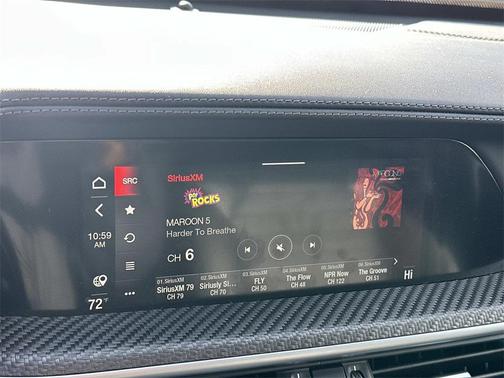 SRC
SiriusXM
POP ROCKS
MAROON 5
Harder To Breathe
CH 6
10:59
AM
72°F
Hi
01.SiriusXM 02.SiriusXM 03.SiriusXM 04.SiriusXM 05.SiriusXM 06.SiriusXM
SiriusXM 79 Siriusly Si... FLY The Flow NPR Now The Groove
CH 79 CH 70 CH 50 CH 48 CH 122 CH 51